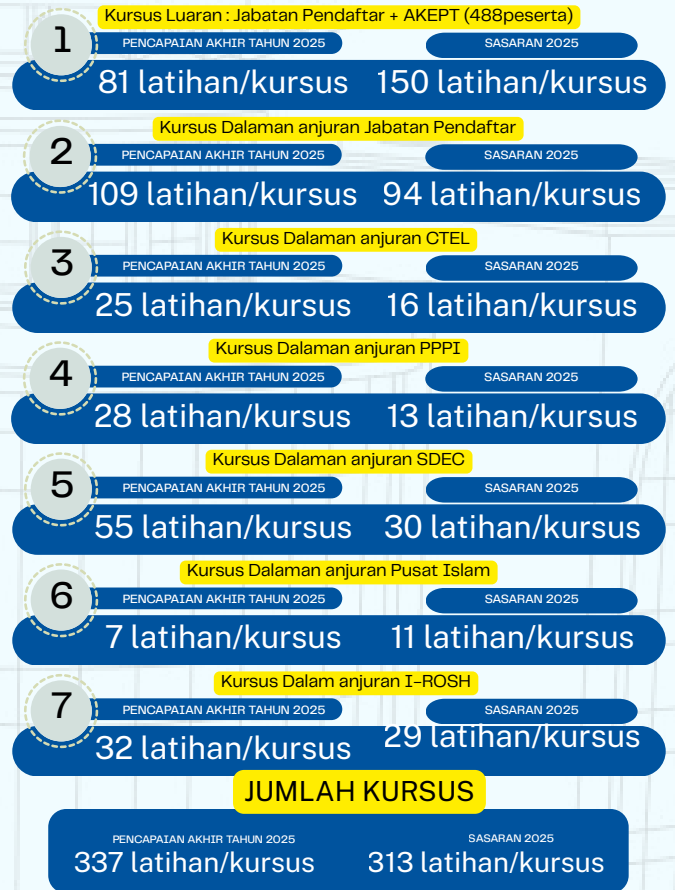 Kursus Luaran : Jabatan Pendaftar + AKEPT (488peserta)
1
PENCAPAIAN AKHIR TAHUN 2025 SASARAN 2025
81 latihan/kursus 150 latihan/kursus
Kursus Dalaman anjuran Jabatan Pendaftar
2
PENCAPAIAN AKHIR TAHUN 2025 SASARAN 2025
109 latihan/kursus 94 latihan/kursus
Kursus Dalaman anjuran CTEL
3
PENCAPAIAN AKHIR TAHUN 2025 SASARAN 2025
25 latihan/kursus 16 latihan/kursus
Kursus Dalaman anjuran PPPI
4
PENCAPAIAN AKHIR TAHUN 2025 SASARAN 2025
28 latihan/kursus 13 latihan/kursus
Kursus Dalaman anjuran SDEC
5
PENCAPAIAN AKHIR TAHUN 2025 SASARAN 2025
55 latihan/kursus 30 latihan/kursus
Kursus Dalaman anjuran Pusat Islam
6
PENCAPAIAN AKHIR TAHUN 2025 SASARAN 2025
7 latihan/kursus 11 latihan/kursus
Kursus Dalam anjuran I-ROSH
7
PENCAPAIAN AKHIR TAHUN 2025 SASARAN 2025
32 latihan/kursus 29 latihan/kursus
JUMLAH KURSUS
PENCAPAIAN AKHIR TAHUN 2025 SASARAN 2025
337 latihan/kursus 313 latihan/kursus